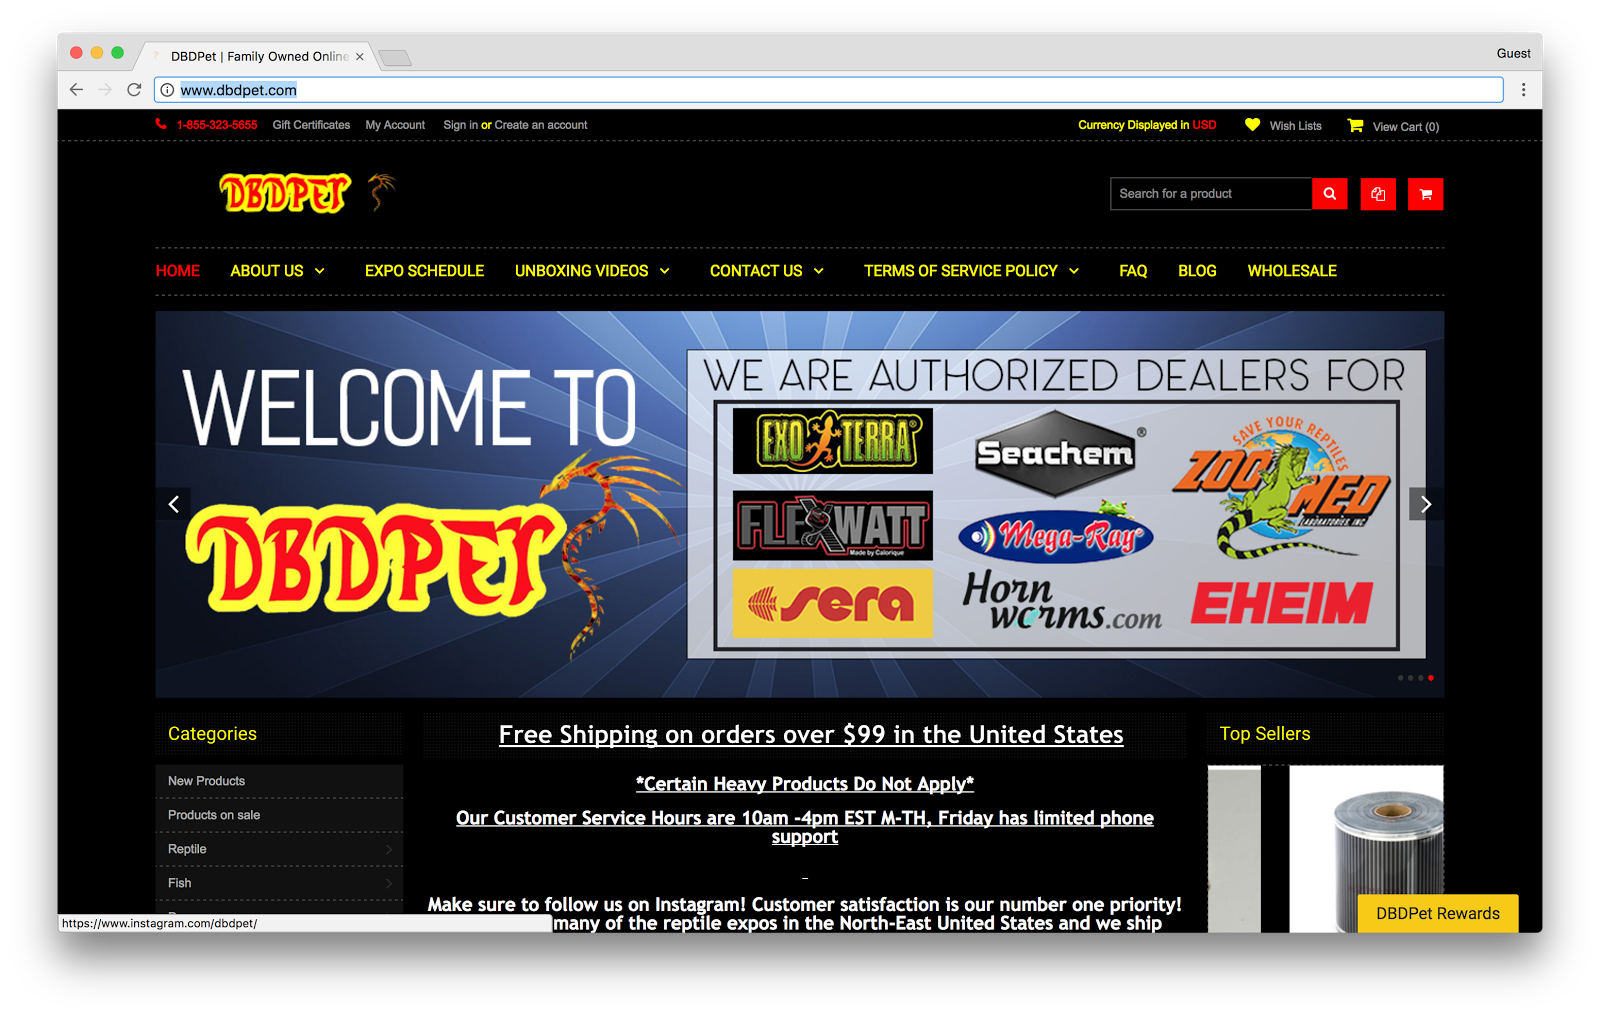 DBDPet | Family Owned Online
Guest
www.dbdpet.com
1-855-323-5655 Gift Certificates My Account Sign in or Create an account
Currency Displayed in USD Wish Lists View Cart (0)
DBDPET
Search for a product
HOME ABOUT US EXPO SCHEDULE UNBOXING VIDEOS CONTACT US TERMS OF SERVICE POLICY FAQ BLOG WHOLESALE
WELCOME TO
DBDPET
WE ARE AUTHORIZED DEALERS FOR
EXO TERRA®
Seachem®
SAVE YOUR REPTILES
ZOO MED
LABORATORIES INC
FLEXWATT
Made by Calorique
Mega-Ray®
sera
Horn
worms.com
EHEIM
Categories
New Products
Products on sale
Reptile
Fish
Free Shipping on orders over $99 in the United States
*Certain Heavy Products Do Not Apply*
Our Customer Service Hours are 10am -4pm EST M-TH, Friday has limited phone
support
Make sure to follow us on Instagram! Customer satisfaction is our number one priority!
many of the reptile expos in the North-East United States and we ship
Top Sellers
DBDPet Rewards
https://www.instagram.com/dbdpet/